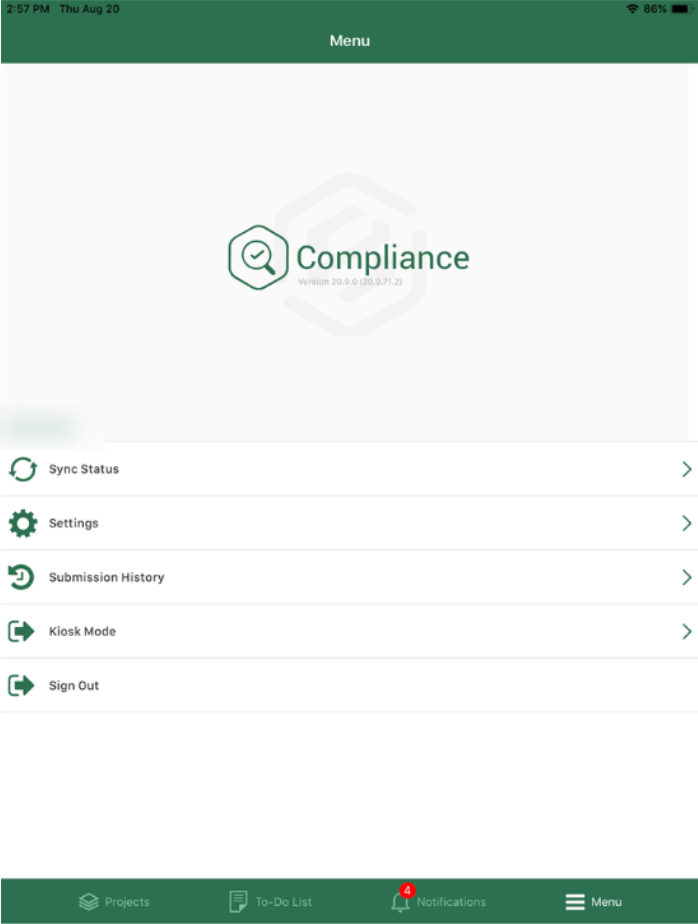 2:57 PM Thu Aug 20 86%
Menu
Compliance
Version 20.9.0 (20.9.71.2)
Sync Status
Settings
Submission History
Kiosk Mode
Sign Out
Projects To-Do List 4 Notifications Menu